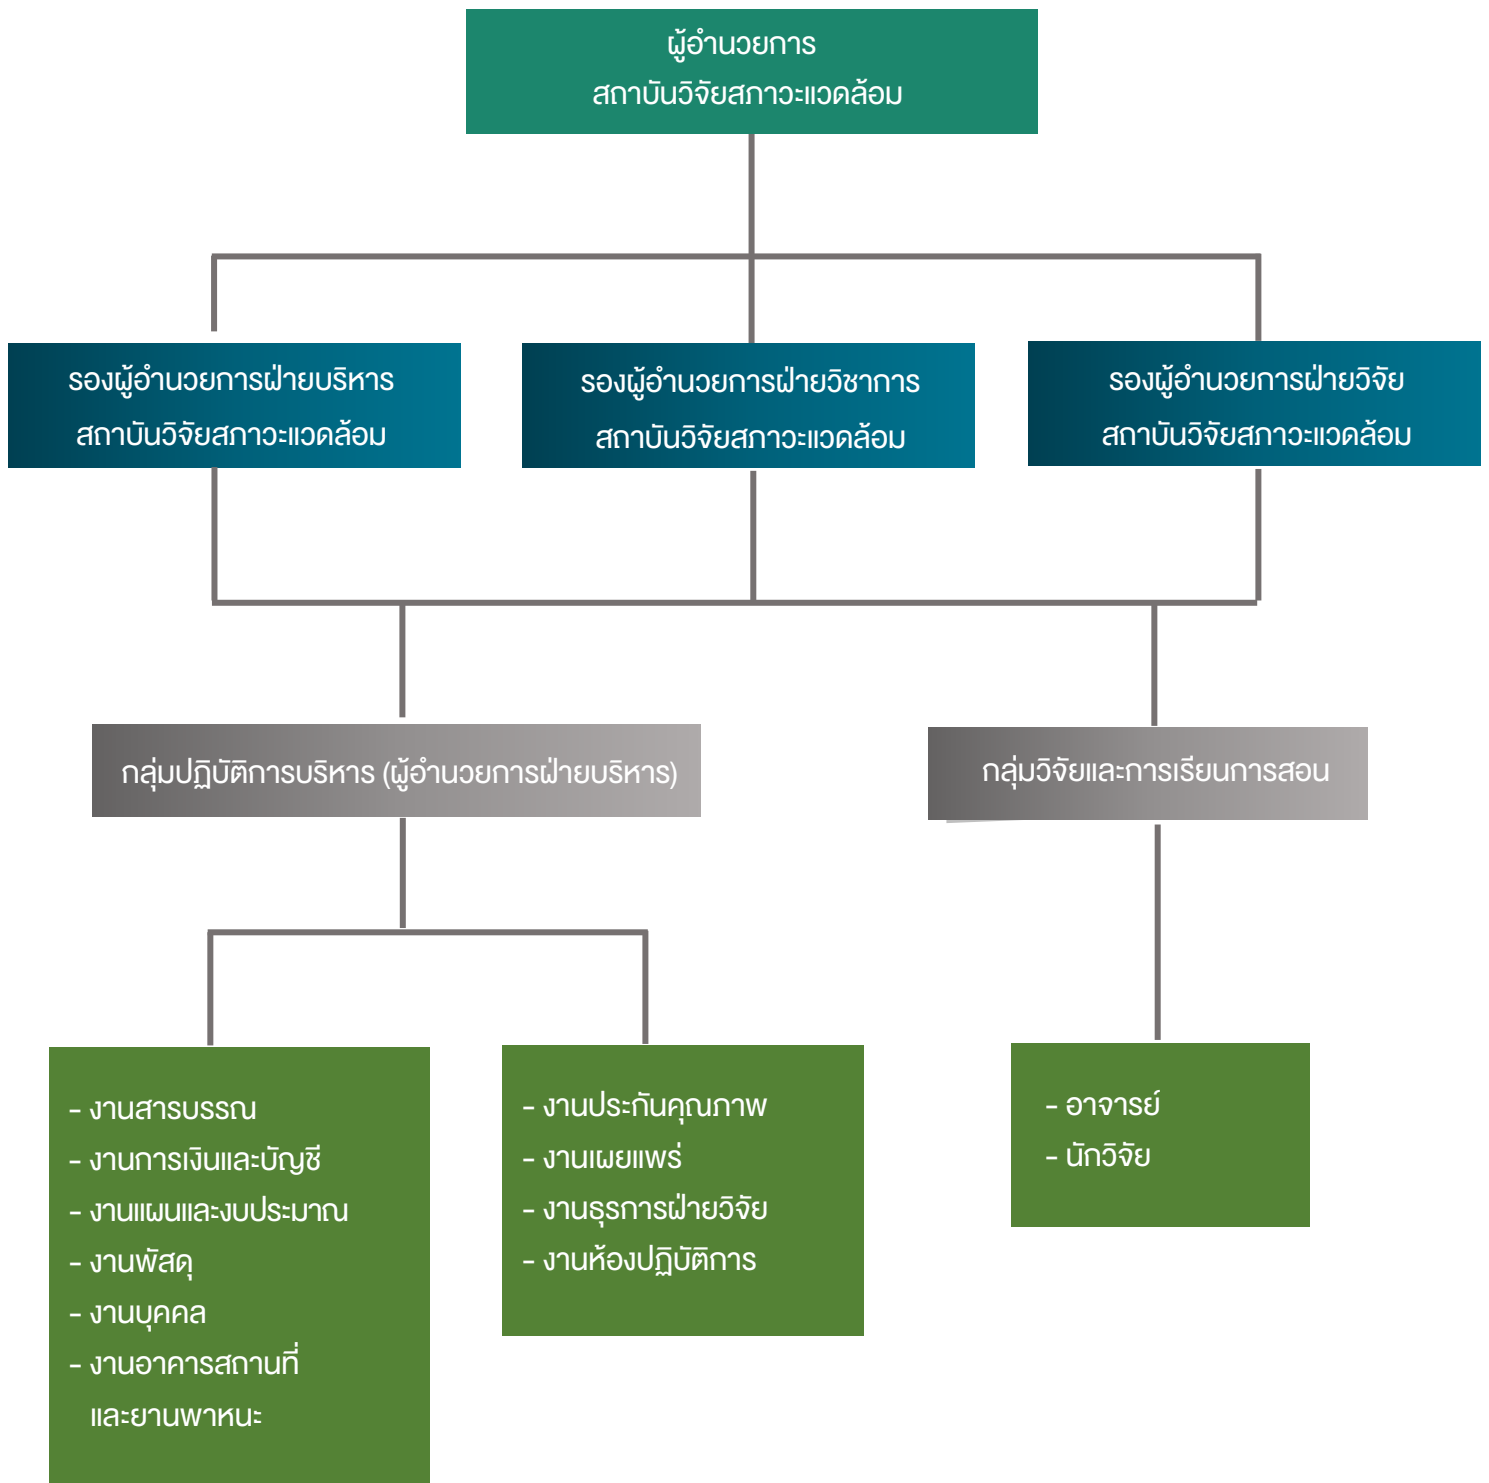 ผู้อำนวยการ
สถาบันวิจัยสภาวะแวดล้อม
รองผู้อำนวยการฝ่ายบริหาร
สถาบันวิจัยสภาวะแวดล้อม
รองผู้อำนวยการฝ่ายวิชาการ
สถาบันวิจัยสภาวะแวดล้อม
รองผู้อำนวยการฝ่ายวิจัย
สถาบันวิจัยสภาวะแวดล้อม
กลุ่มปฏิบัติการบริหาร (ผู้อำนวยการฝ่ายบริหาร)
กลุ่มวิจัยและการเรียนการสอน
- งานสารบรรณ
- งานการเงินและบัญชี
- งานแผนและงบประมาณ
- งานพัสดุ
- งานบุคคล
- งานอาคารสถานที่
และยานพาหนะ
- งานประกันคุณภาพ
- งานเผยแพร่
- งานธุรการฝ่ายวิจัย
- งานห้องปฏิบัติการ
- อาจารย์
- นักวิจัย